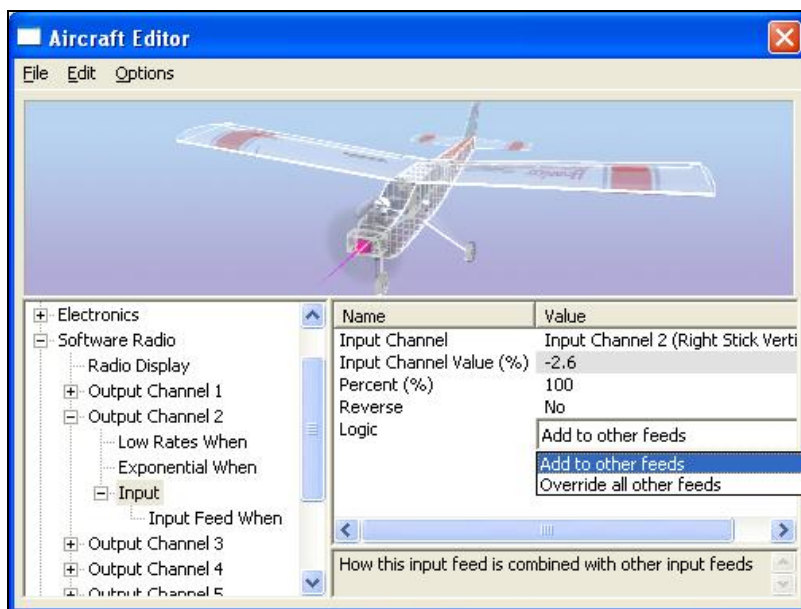 Aircraft Editor
File Edit Options
Electronics
Software Radio
Radio Display
Output Channel 1
Output Channel 2
Low Rates When
Exponential When
Input
Input Feed When
Output Channel 3
Output Channel 4
Output Channel 5
Name Value
Input Channel Input Channel 2 (Right Stick Verti
Input Channel Value (%) -2.6
Percent (%) 100
Reverse No
Logic Add to other feeds
Add to other feeds
Override all other feeds
How this input feed is combined with other input feeds